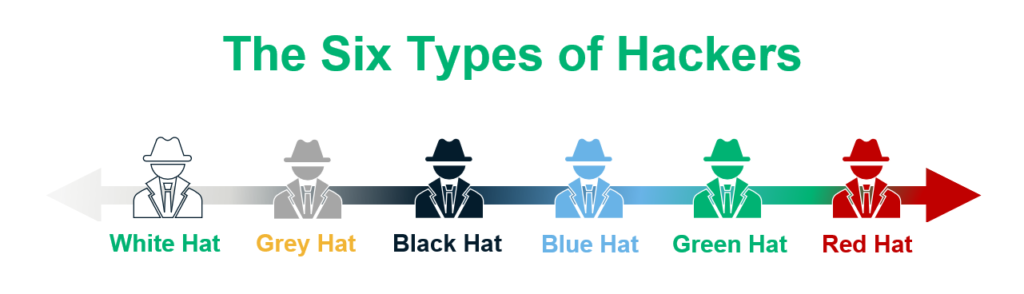 The Six Types of Hackers
White Hat Grey Hat Black Hat Blue Hat Green Hat Red Hat